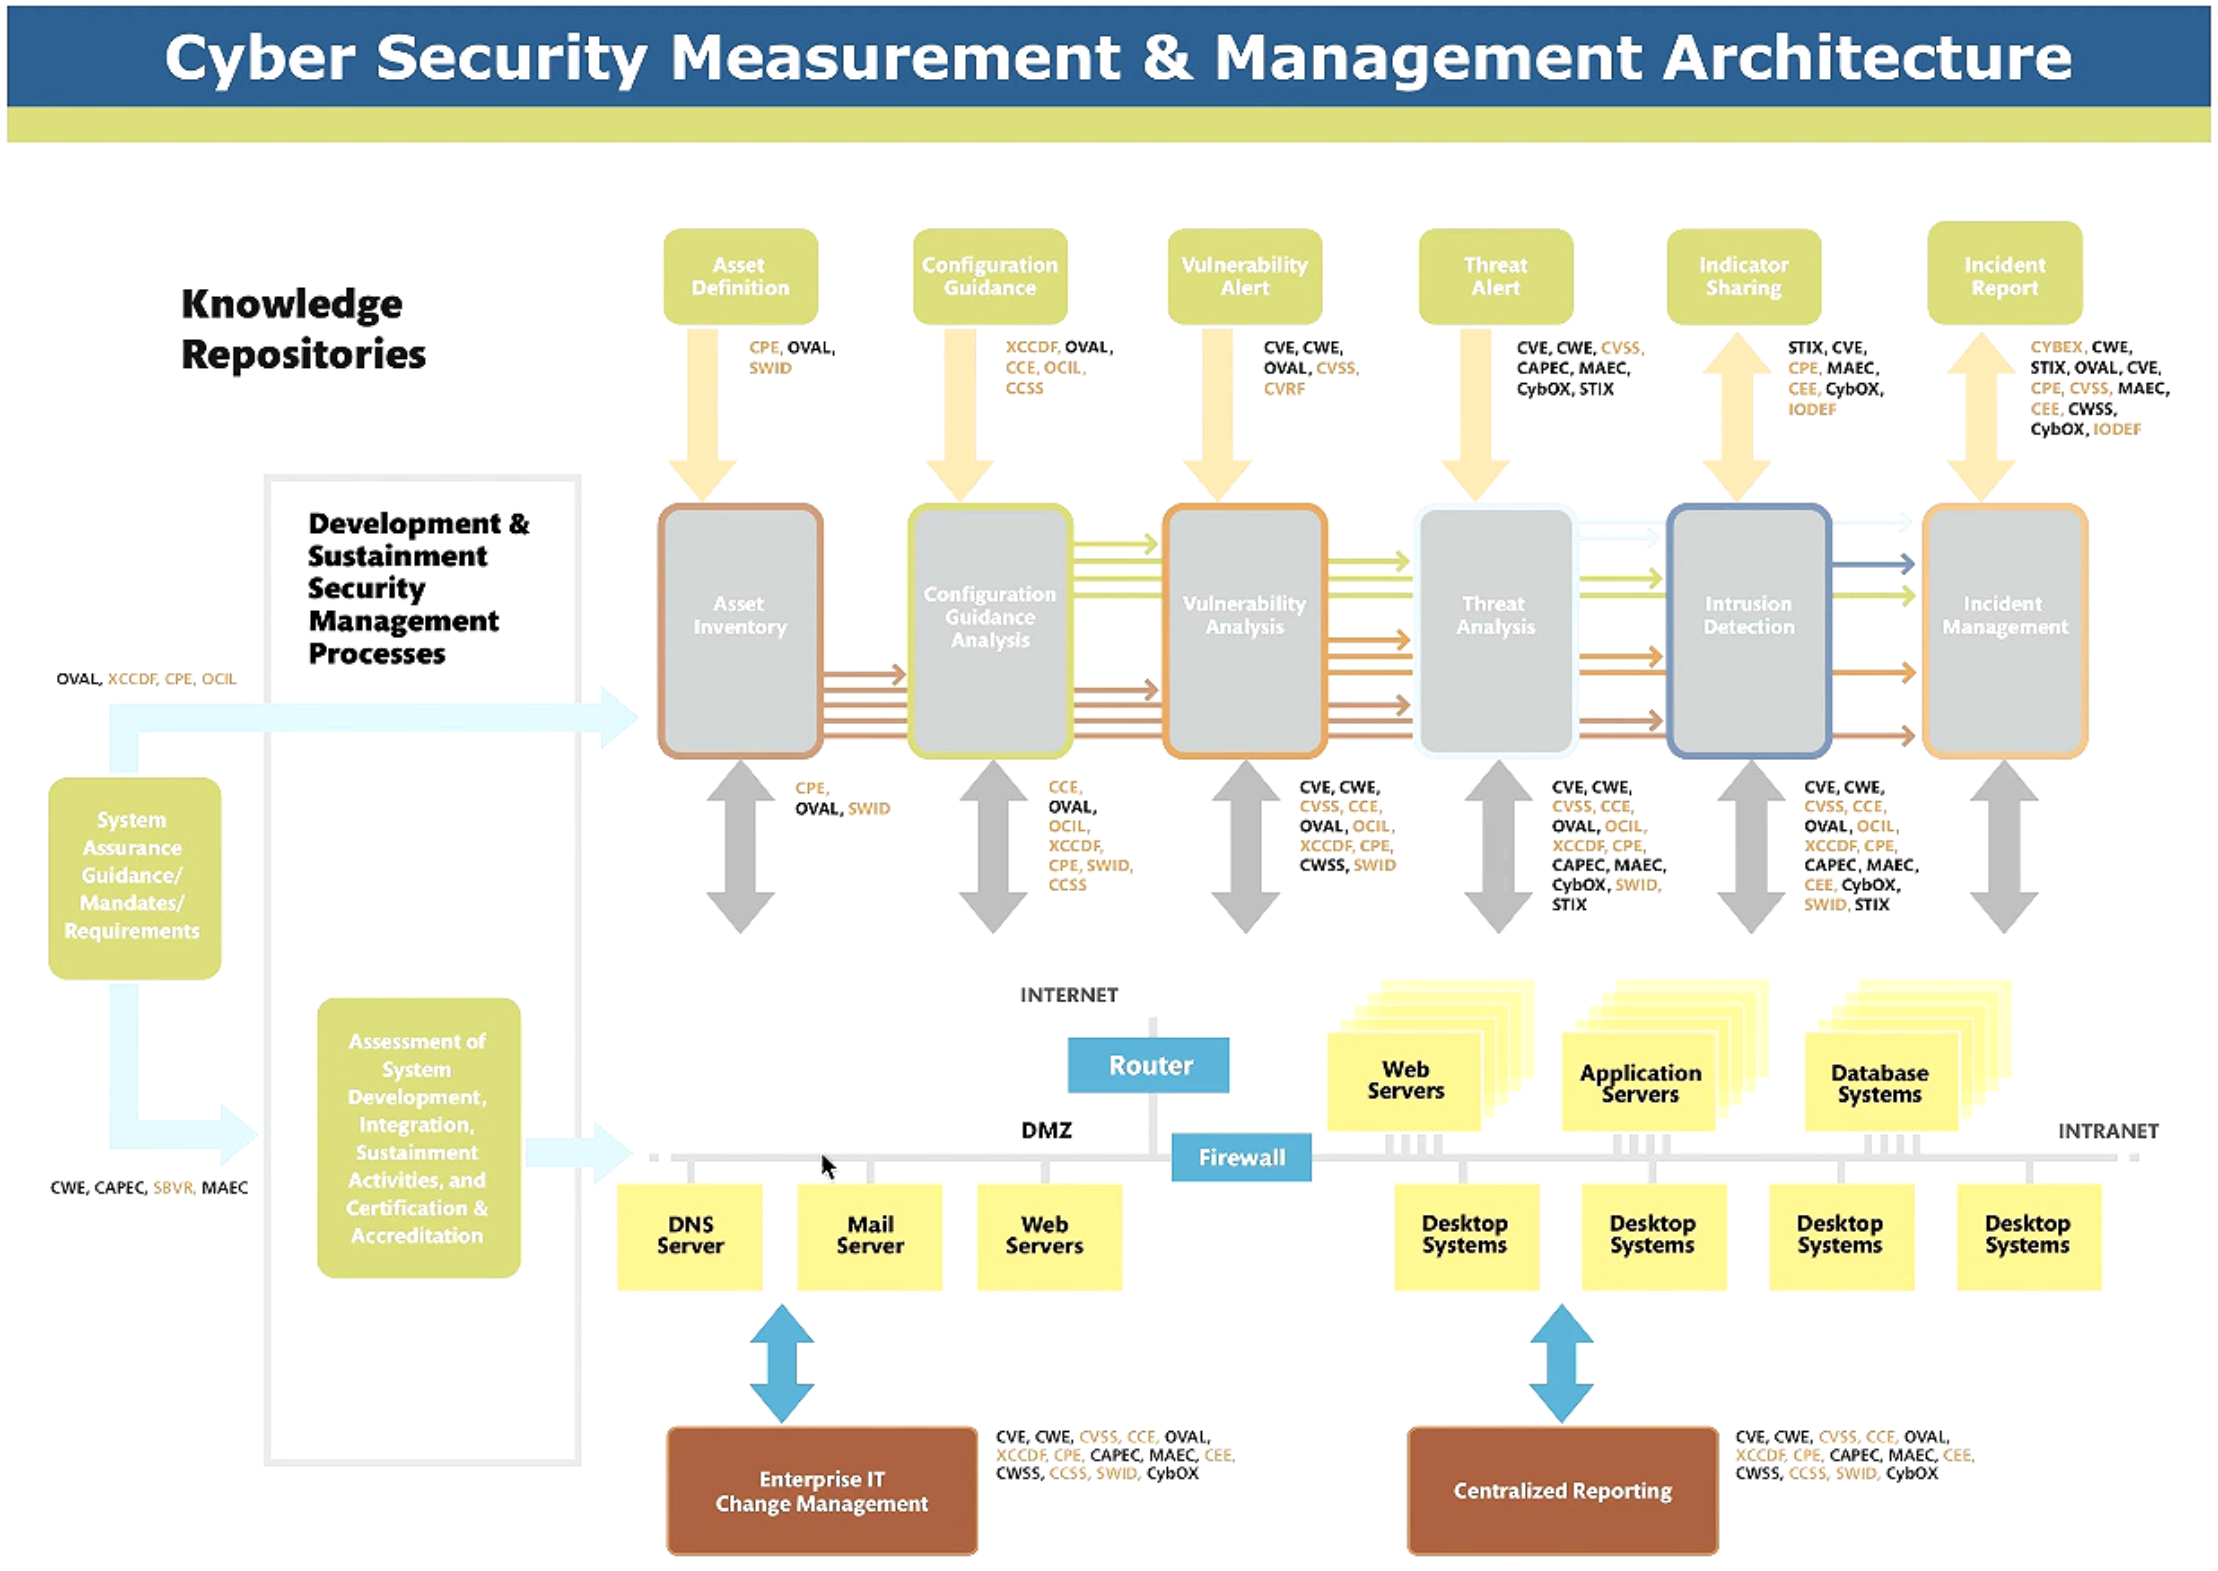 Cyber Security Measurement & Management Architecture
Knowledge
Repositories
Asset
Definition
Configuration
Guidance
Vulnerability
Alert
Threat
Alert
Indicator
Sharing
Incident
Report
CPE, OVAL,
SWID
XCCDF, OVAL,
CCE, OCIL,
CCSS
CVE, CWE,
OVAL, CVSS,
CVRF
CVE, CWE, CVSS,
CAPEC, MAEC,
CybOX, STIX
STIX, CVE,
CPE, MAEC,
CEE, CybOX,
IODEF
CYBEX, CWE,
STIX, OVAL, CVE,
CPE, CVSS, MAEC,
CEE, CWSS,
CybOX, IODEF
Development &
Sustainment
Security
Management
Processes
Asset
Inventory
Configuration
Guidance
Analysis
Vulnerability
Analysis
Threat
Analysis
Intrusion
Detection
Incident
Management
OVAL, XCCDF, CPE, OCIL
System
Assurance
Guidance/
Mandates/
Requirements
CPE,
OVAL, SWID
CCE,
OVAL,
OCIL,
XCCDF,
CPE, SWID,
CCSS
CVE, CWE,
CVSS, CCE,
OVAL, OCIL,
XCCDF, CPE,
CWSS, SWID
CVE, CWE,
CVSS, CCE,
OVAL, OCIL,
XCCDF, CPE,
CAPEC, MAEC,
CybOX, SWID,
STIX
CVE, CWE,
CVSS, CCE,
OVAL, OCIL,
XCCDF, CPE,
CAPEC, MAEC,
CEE, CybOX,
SWID, STIX
CWE, CAPEC, SBVR, MAEC
Assessment of
System
Development,
Integration,
Sustainment
Activities, and
Certification &
Accreditation
INTERNET
Router
DMZ
Firewall
Web
Servers
Application
Servers
Database
Systems
INTRANET
DNS
Server
Mail
Server
Web
Servers
Desktop
Systems
Desktop
Systems
Desktop
Systems
Desktop
Systems
Enterprise IT
Change Management
CVE, CWE, CVSS, CCE, OVAL,
XCCDF, CPE, CAPEC, MAEC, CEE,
CWSS, CCSS, SWID, CybOX
Centralized Reporting
CVE, CWE, CVSS, CCE, OVAL,
XCCDF, CPE, CAPEC, MAEC, CEE,
CWSS, CCSS, SWID, CybOX